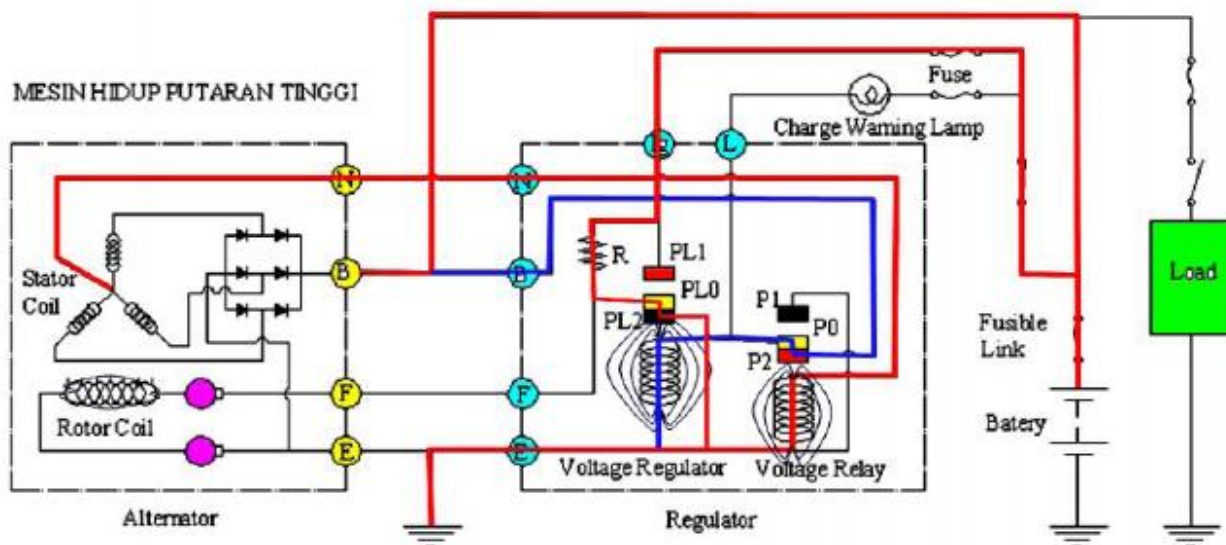 MESIN HIDUP PUTARAN TINGGI
Fuse
Charge Warning Lamp
Ig
L
N
N
B
B
R
PL1
PL0
PL2
P1
P0
P2
Load
Stator
Coil
Fusible
Link
F
F
Rotor Coil
Batery
E
E
Voltage Regulator
Voltage Relay
Alternator
Regulator